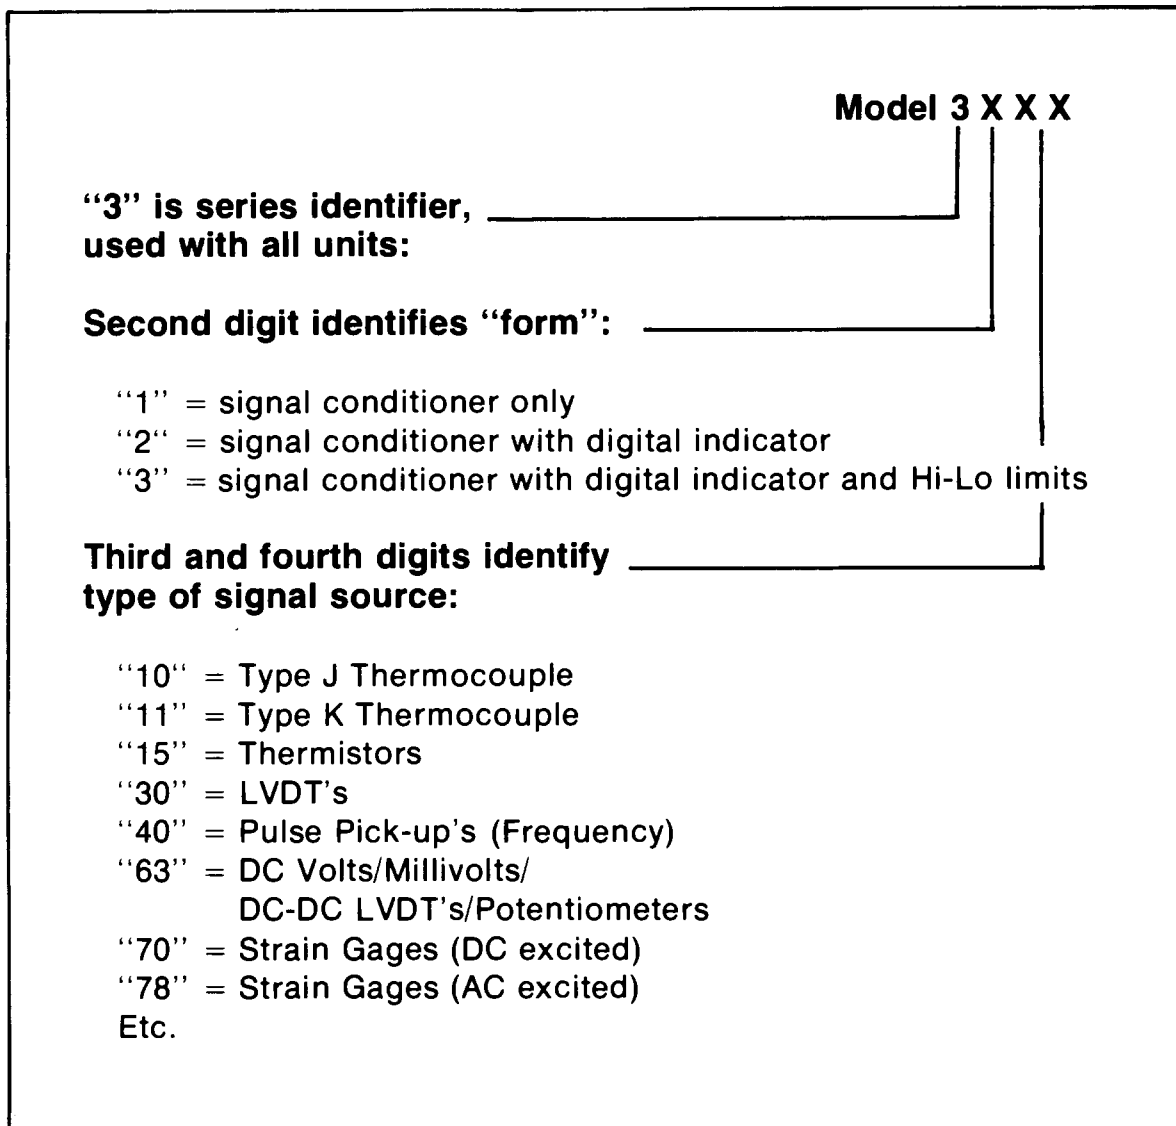 Model 3 X X X
“3” is series identifier,
used with all units:
Second digit identifies “form”:
“1” = signal conditioner only
“2“ = signal conditioner with digital indicator
“3” = signal conditioner with digital indicator and Hi-Lo limits
Third and fourth digits identify
type of signal source:
“10“ = Type J Thermocouple
“11” = Type K Thermocouple
“15” = Thermistors
“30” = LVDT's
“40” = Pulse Pick-up's (Frequency)
“63” = DC Volts/Millivolts/
DC-DC LVDT's/Potentiometers
“70” = Strain Gages (DC excited)
“78” = Strain Gages (AC excited)
Etc.